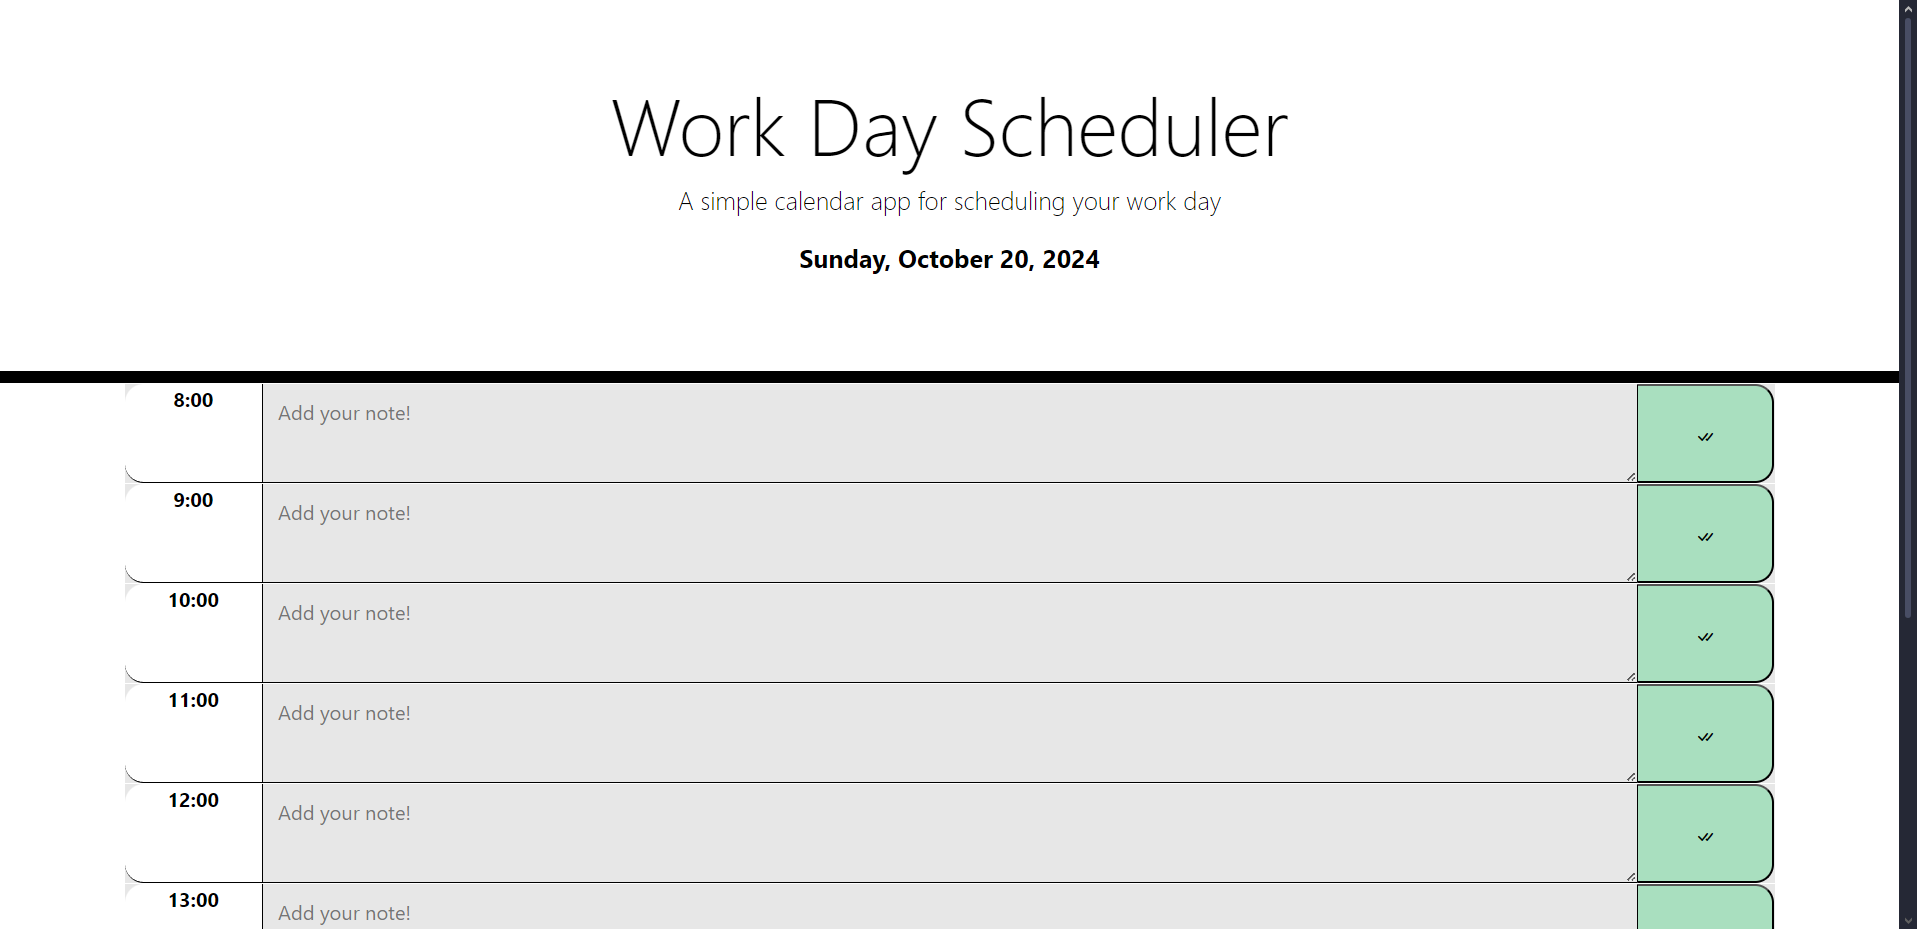 Work Day Scheduler
A simple calendar app for scheduling your work day
Sunday, October 20, 2024
8:00 Add your note!
9:00 Add your note!
10:00 Add your note!
11:00 Add your note!
12:00 Add your note!
13:00 Add your note!